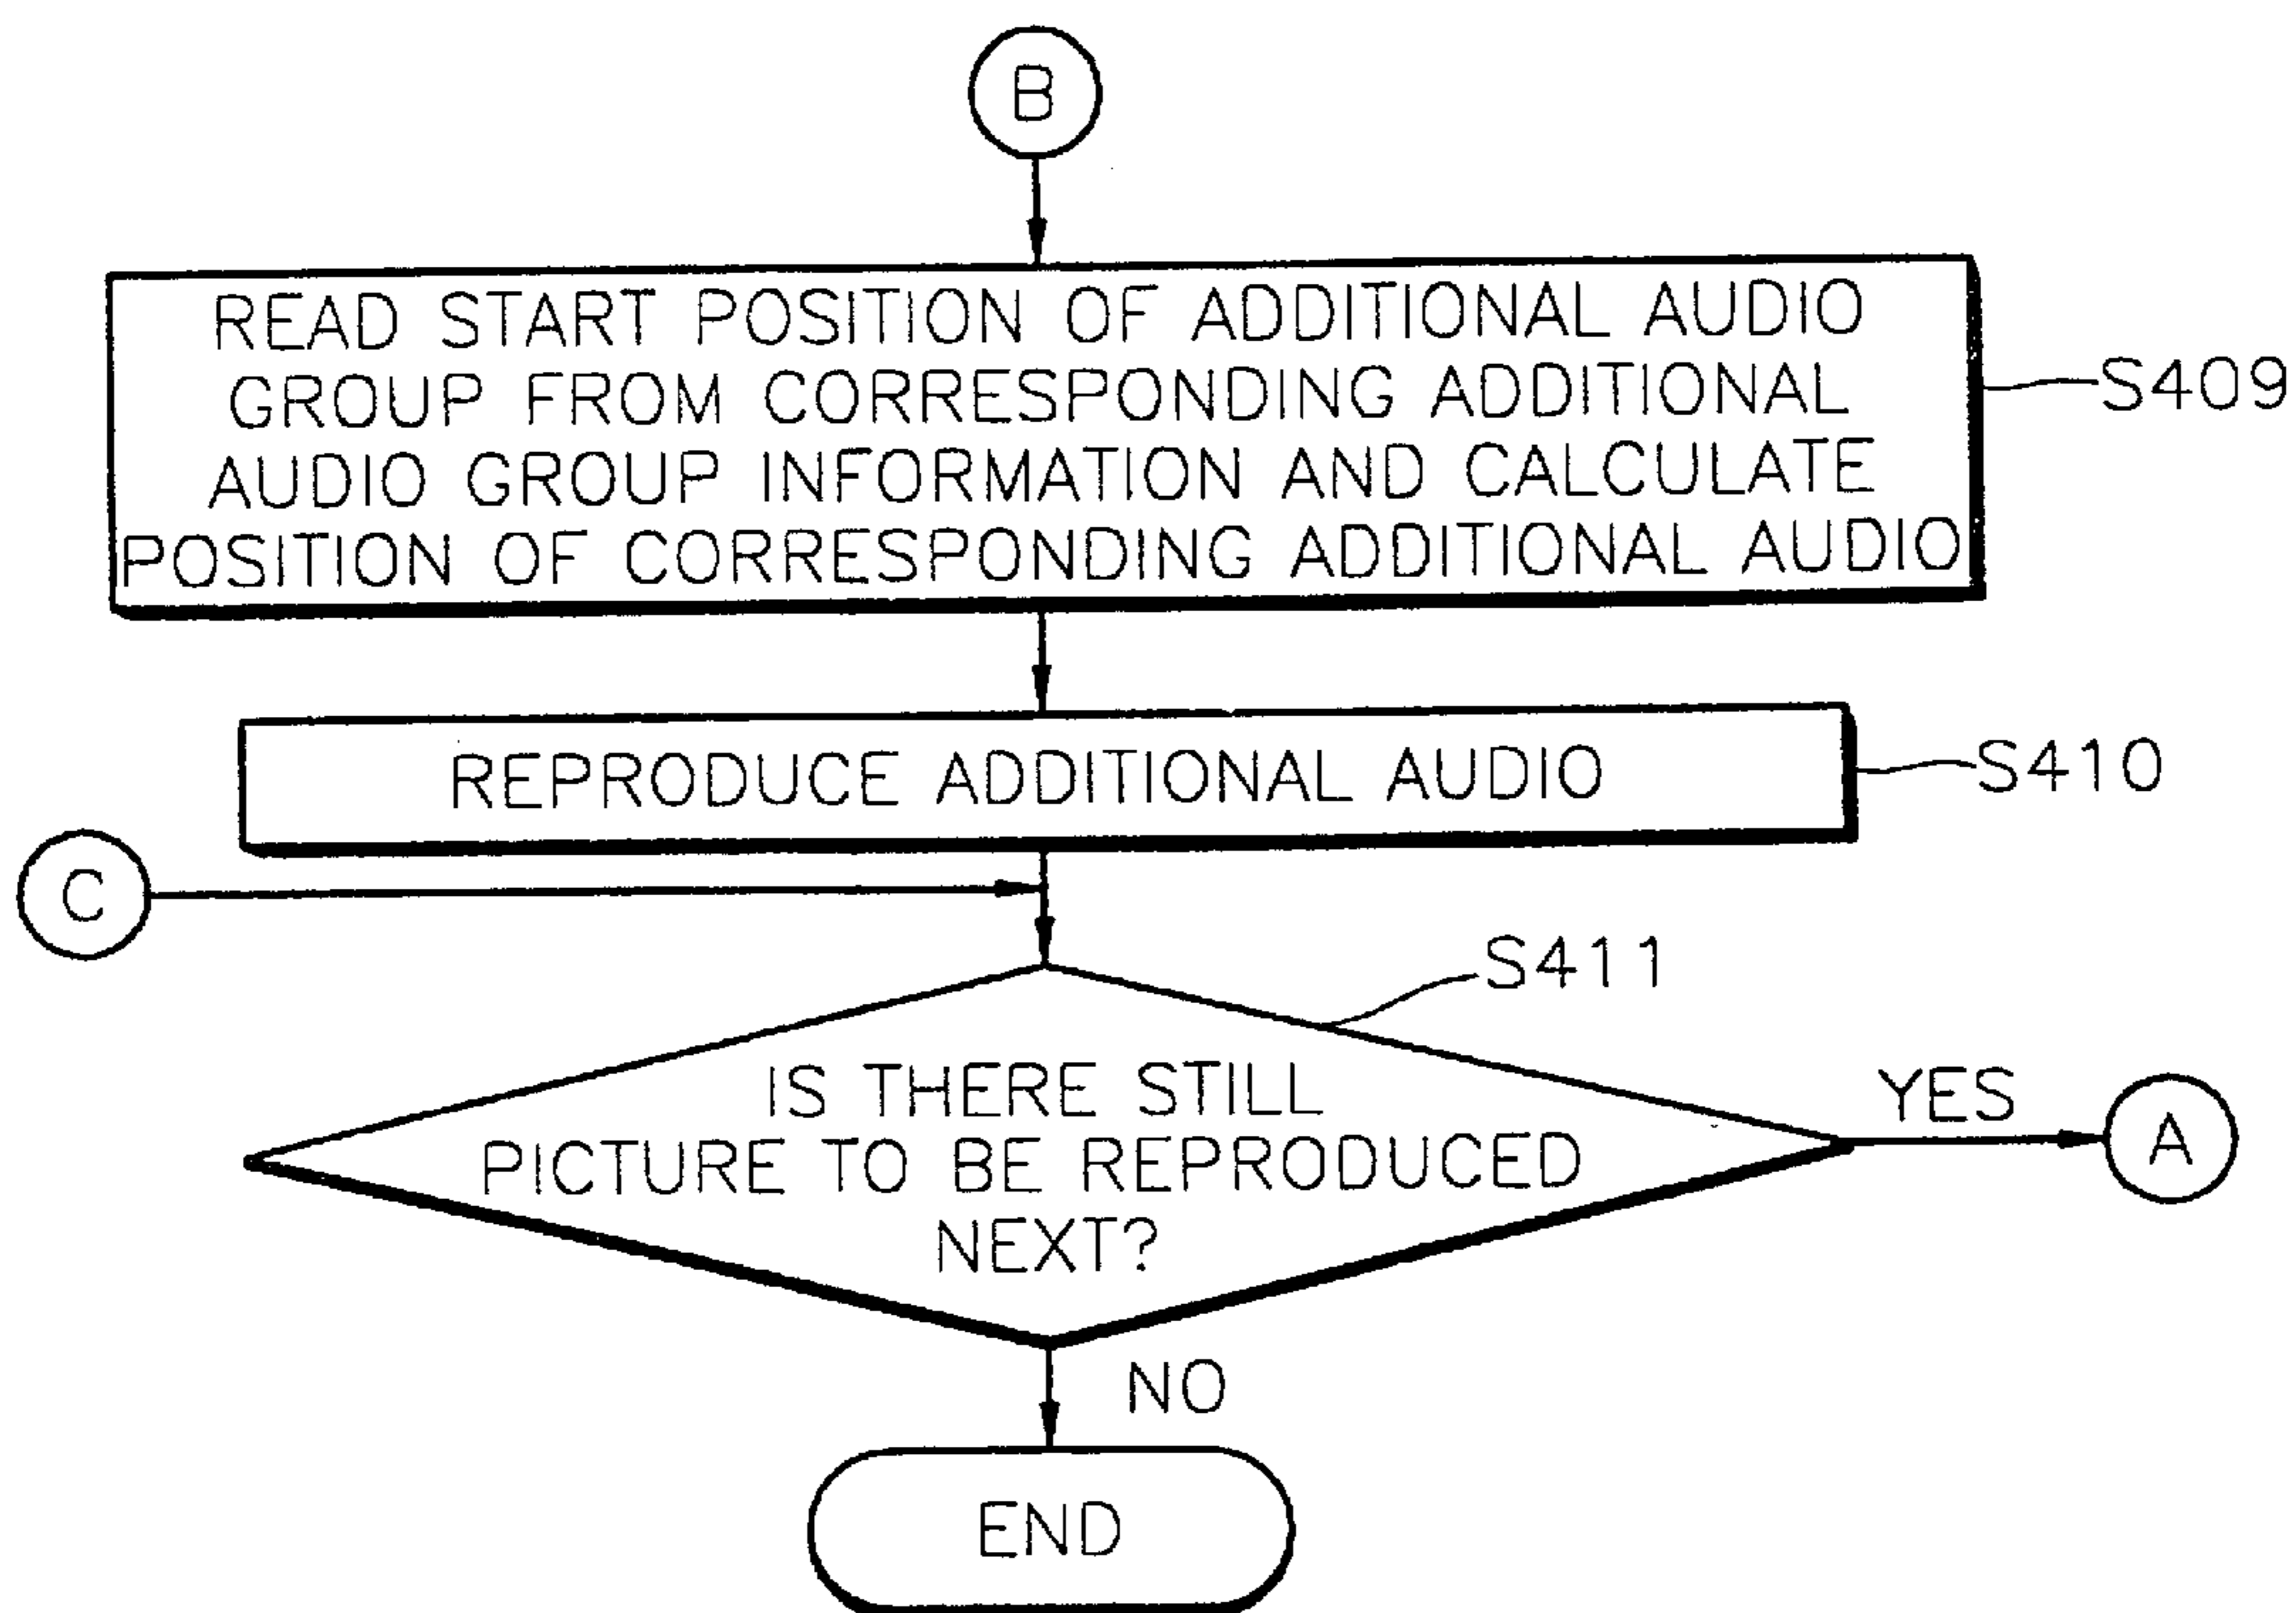 B
READ START POSITION OF ADDITIONAL AUDIO
GROUP FROM CORRESPONDING ADDITIONAL
AUDIO GROUP INFORMATION AND CALCULATE
POSITION OF CORRESPONDING ADDITIONAL AUDIO
S409
REPRODUCE ADDITIONAL AUDIO
S410
C
S411
IS THERE STILL
PICTURE TO BE REPRODUCED
NEXT?
YES
A
NO
END